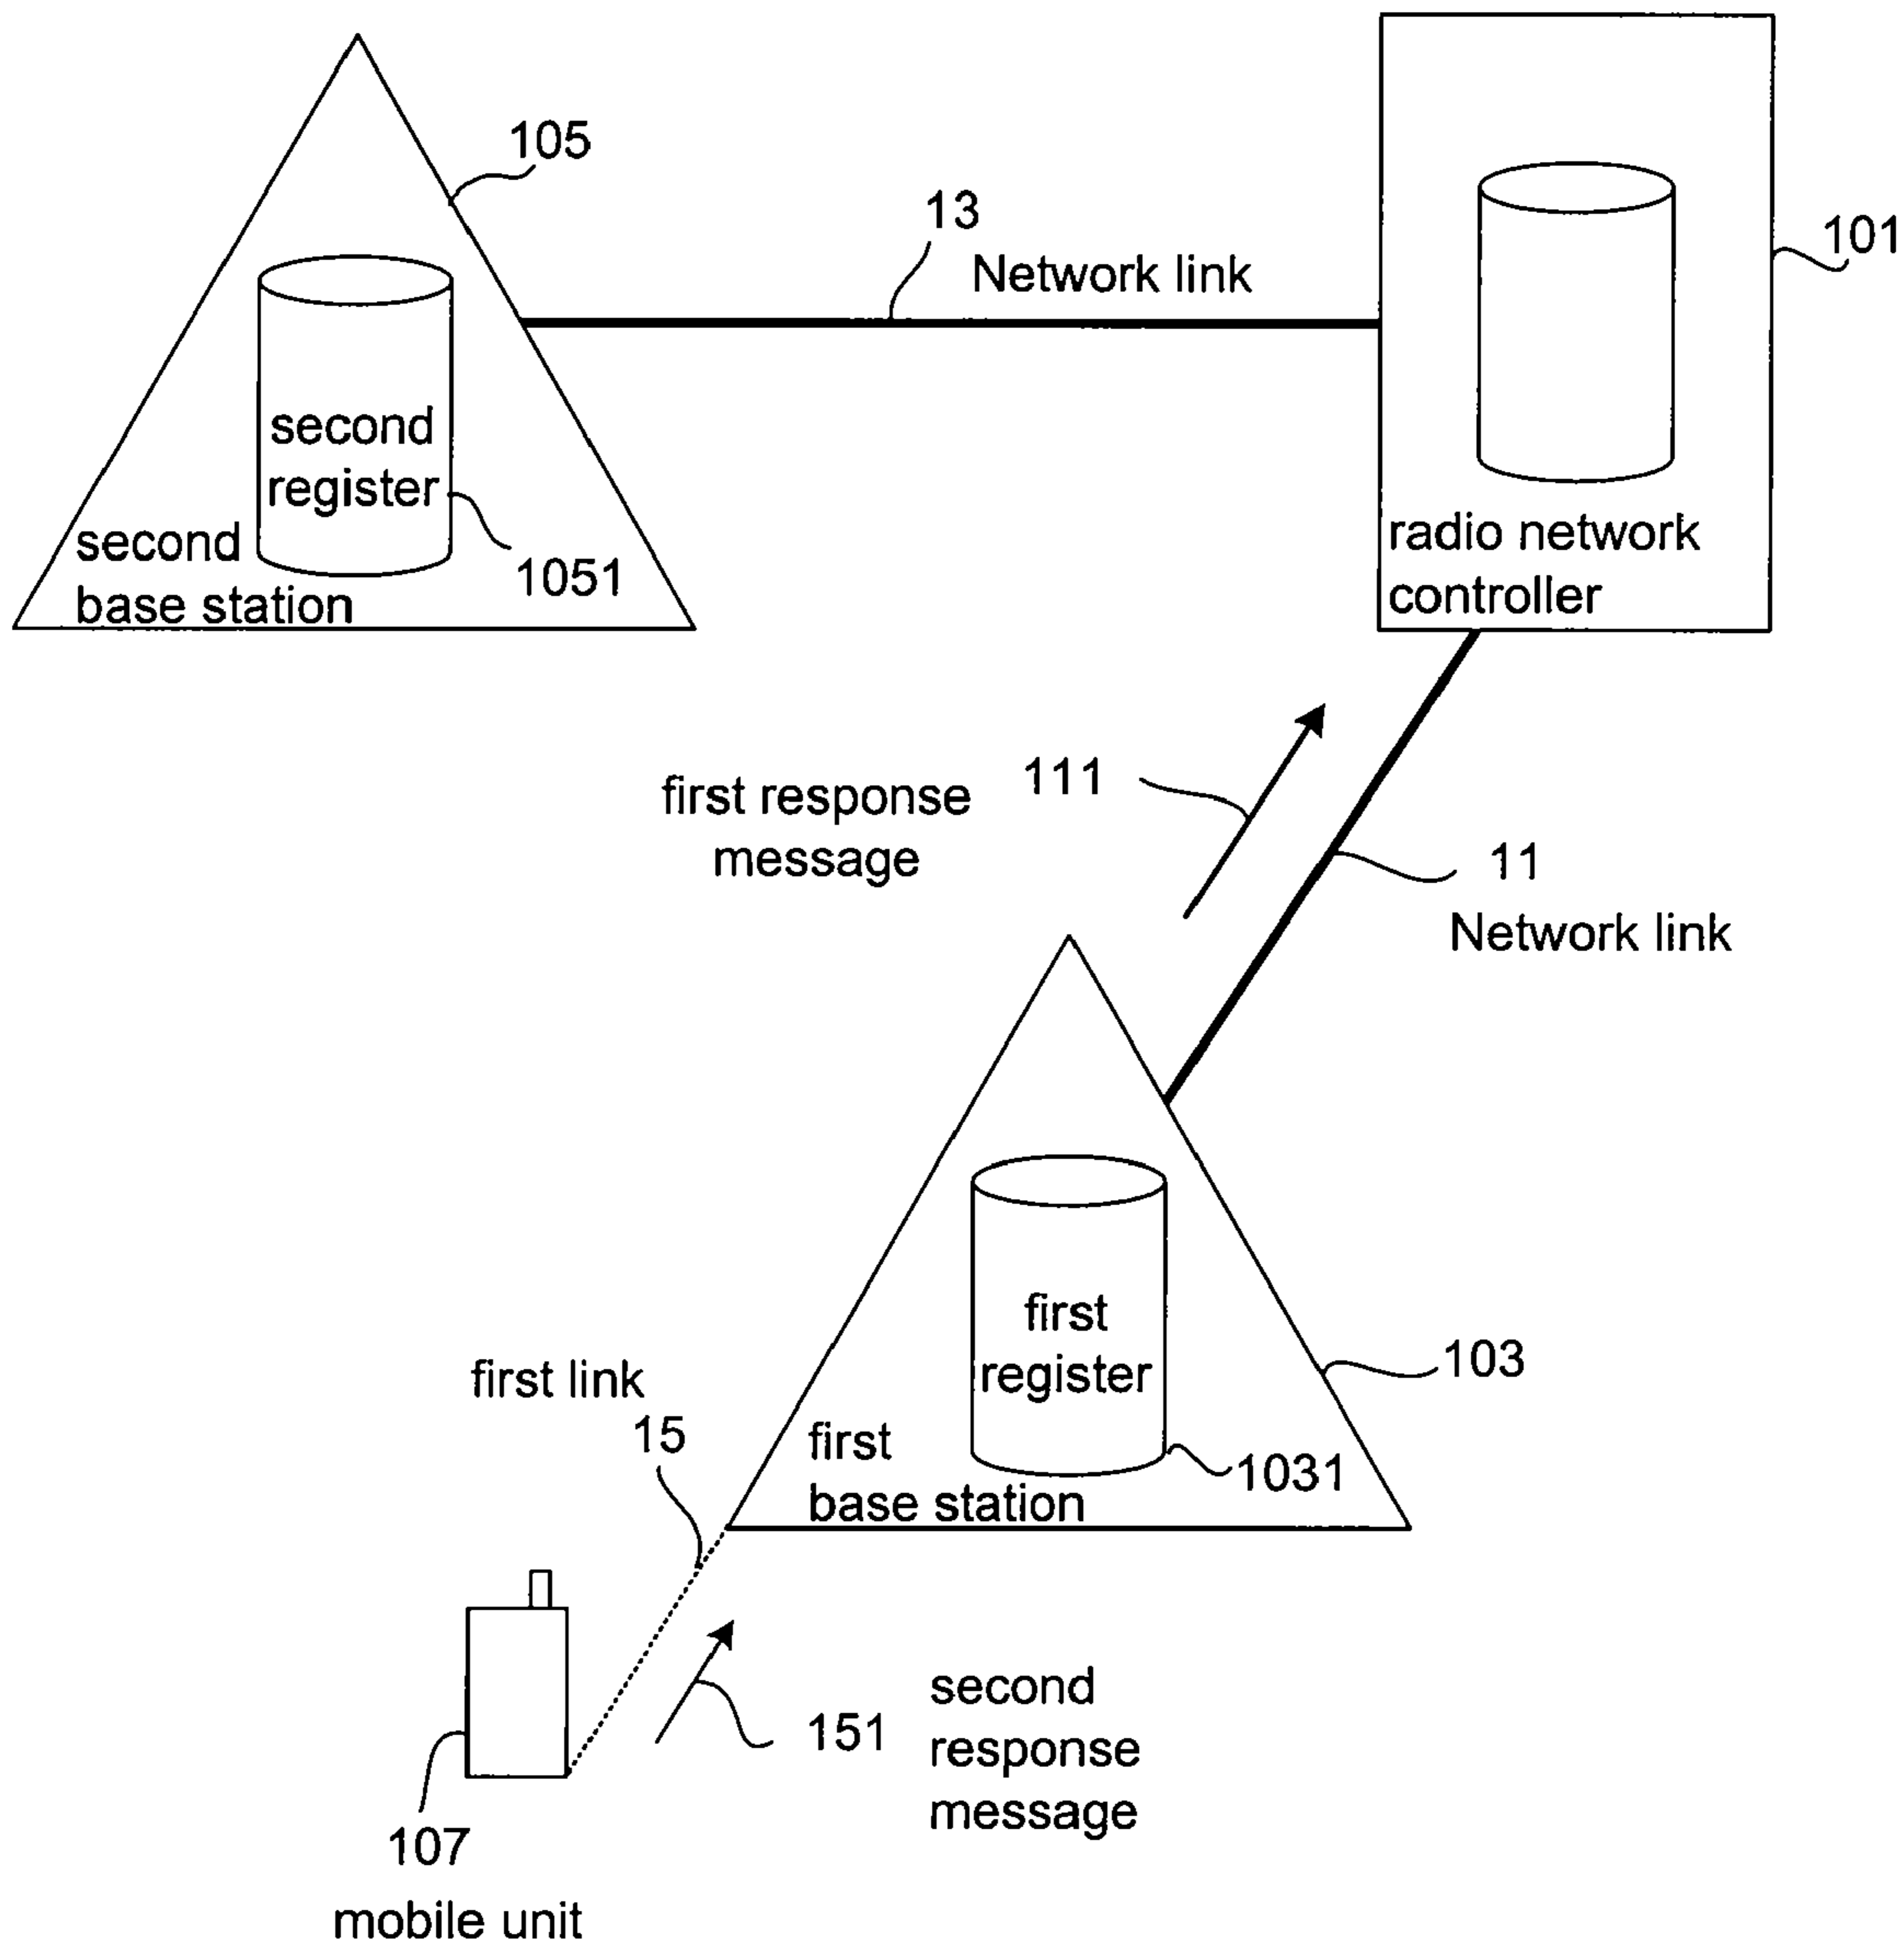 105
13
Network link
101
second
register
second
base station
1051
radio network
controller
first response
message
111
11
Network link
first
register
103
first link
15
first
base station
1031
151
second
response
message
107
mobile unit